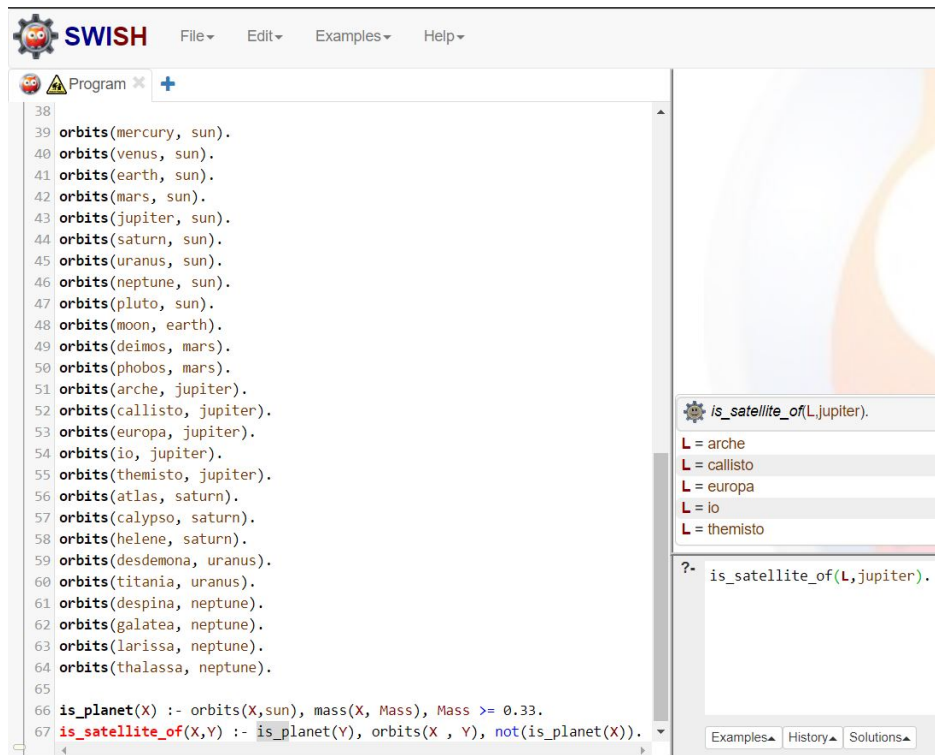 SWISH File Edit Examples Help
Program
38
39 orbits(mercury, sun).
40 orbits(venus, sun).
41 orbits(earth, sun).
42 orbits(mars, sun).
43 orbits(jupiter, sun).
44 orbits(saturn, sun).
45 orbits(uranus, sun).
46 orbits(neptune, sun).
47 orbits(pluto, sun).
48 orbits(moon, earth).
49 orbits(deimos, mars).
50 orbits(phobos, mars).
51 orbits(arche, jupiter).
52 orbits(callisto, jupiter).
53 orbits(europa, jupiter).
54 orbits(io, jupiter).
55 orbits(themisto, jupiter).
56 orbits(atlas, saturn).
57 orbits(calypso, saturn).
58 orbits(helene, saturn).
59 orbits(desdemona, uranus).
60 orbits(titania, uranus).
61 orbits(despina, neptune).
62 orbits(galatea, neptune).
63 orbits(larissa, neptune).
64 orbits(thalassa, neptune).
65
66 is_planet(X) :- orbits(X,sun), mass(X, Mass), Mass >= 0.33.
67 is_satellite_of(X,Y) :- is_planet(Y), orbits(X , Y), not(is_planet(X)).
is_satellite_of(L,jupiter).
L = arche
L = callisto
L = europa
L = io
L = themisto
?- is_satellite_of(L,jupiter).
Examples History Solutions